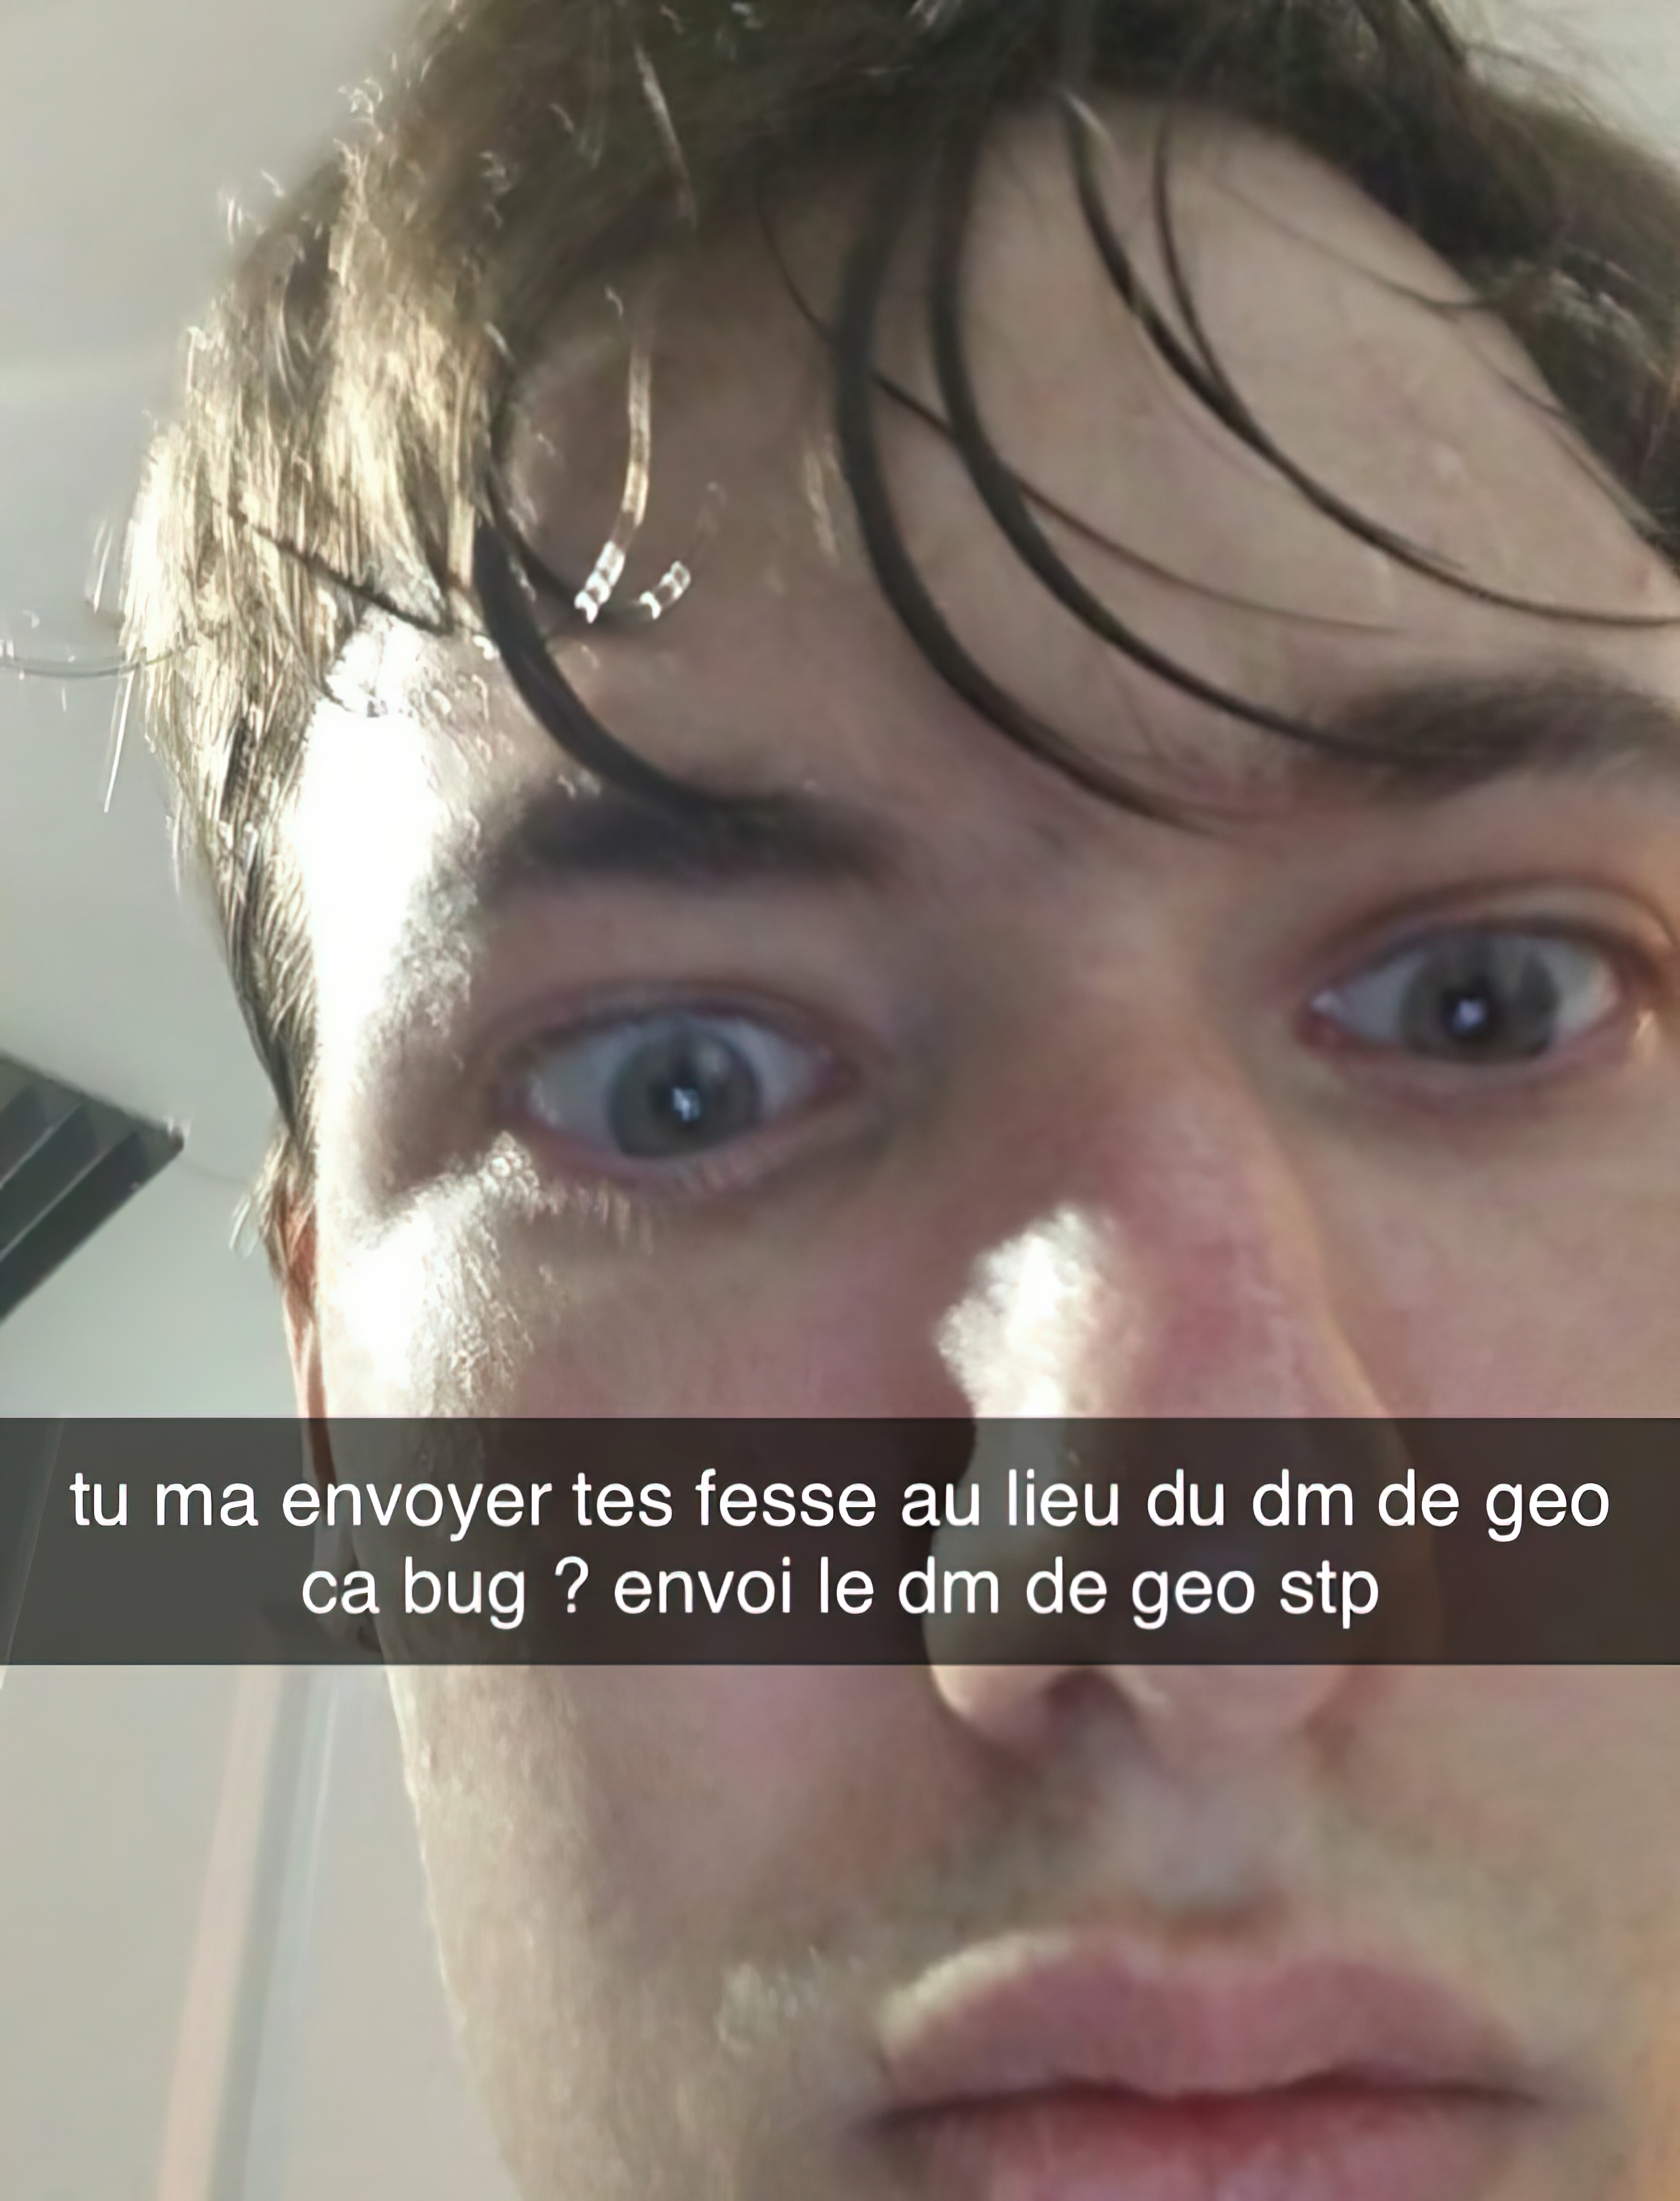 tu ma envoyer tes fesse au lieu du dm de geo
ca bug ? envoi le dm de geo stp